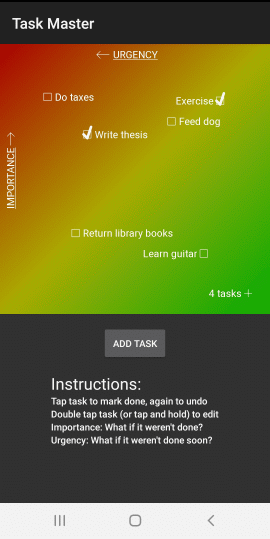 Task Master
URGENCY
Do taxes
Exercise
Feed dog
Write thesis
IMPORTANCE
Return library books
Learn guitar
4 tasks +
ADD TASK
Instructions:
Tap task to mark done, again to undo
Double tap task (or tap and hold) to edit
Importance: What if it weren't done?
Urgency: What if it weren't done soon?